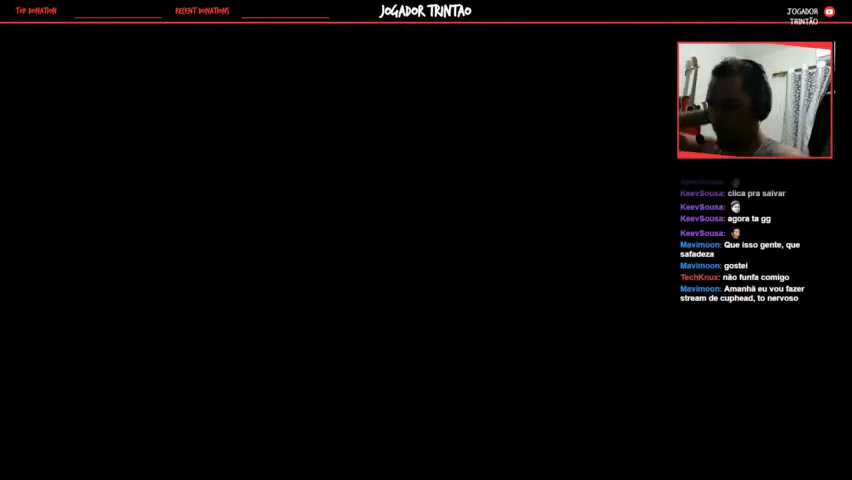 TOP DONATION
RECENT DONATIONS
JOGADOR TRINTAO
JOGADOR
TRINTÃO
KeevSousa:
KeevSousa: clica pra salvar
KeevSousa:
KeevSousa: agora ta gg
KeevSousa:
Mavimoon: Que isso gente, que
safadeza
Mavimoon: gostei
TechKnux: não funfa comigo
Mavimoon: Amanhã eu vou fazer
stream de cuphead, to nervoso